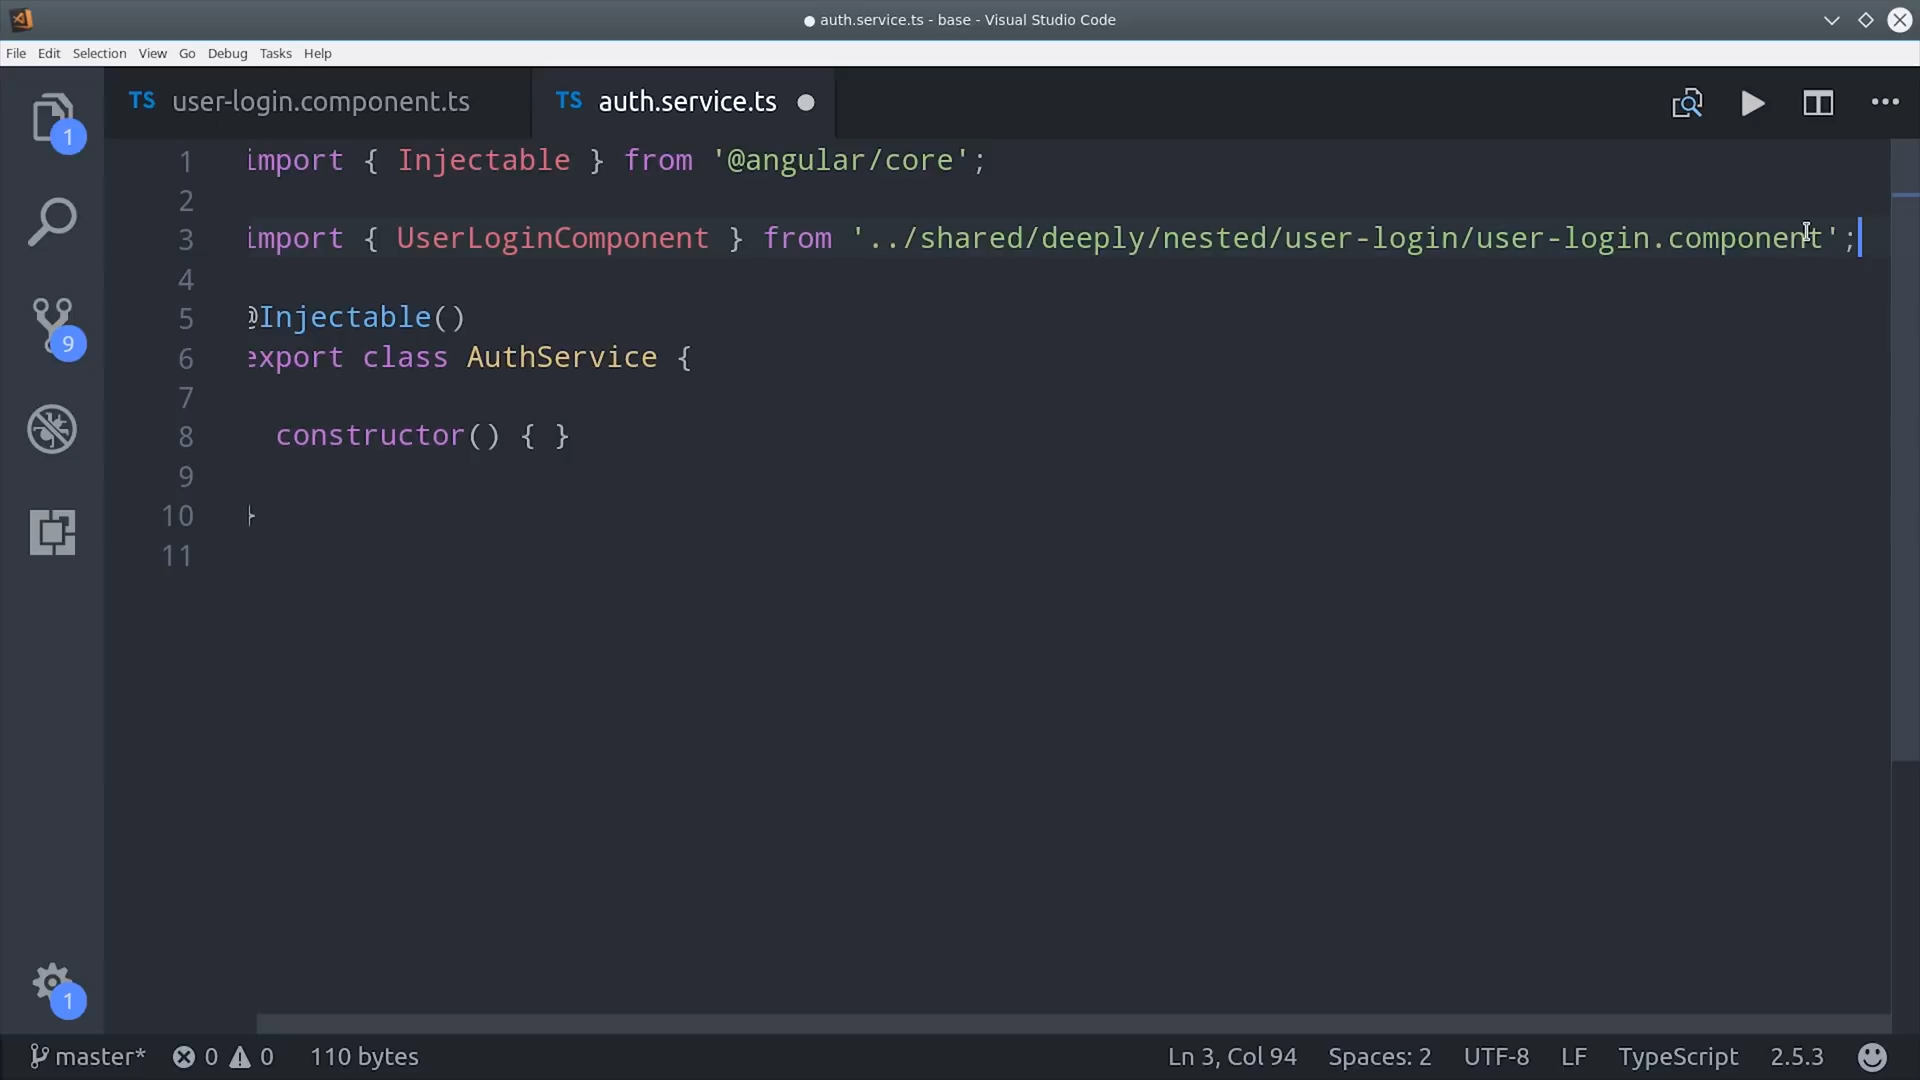 auth.service.ts - base - Visual Studio Code
File Edit Selection View Go Debug Tasks Help
TS user-login.component.ts TS auth.service.ts
1 import { Injectable } from '@angular/core';
2
3 import { UserLoginComponent } from '../shared/deeply/nested/user-login/user-login.component';
4
5 @Injectable()
6 export class AuthService {
7
8 constructor() { }
9
10 }
11
1
9
1
master* 0 0 110 bytes Ln 3, Col 94 Spaces: 2 UTF-8 LF TypeScript 2.5.3